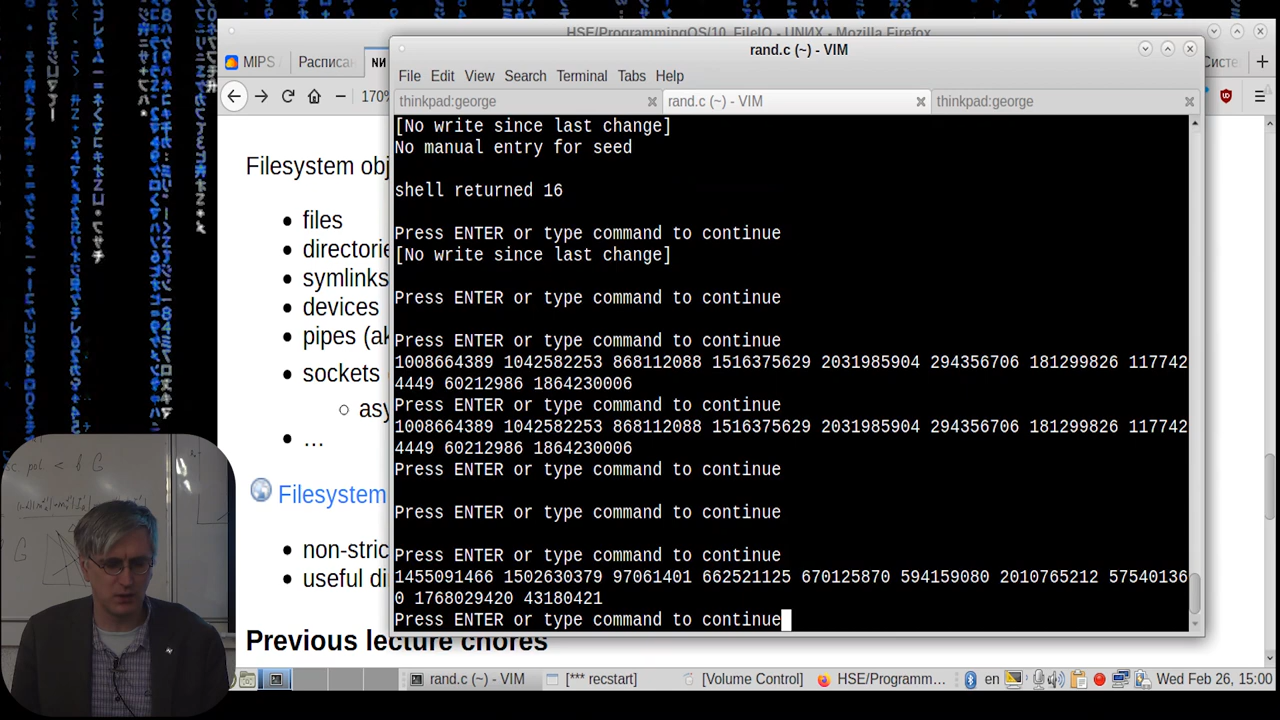 HSE/ProgrammingOS/10_FileIO - UNИX - Mozilla Firefox
rand.c (~) - VIM
MIPS
Расписан
File Edit View Search Terminal Tabs Help
170%
thinkpad:george
rand.c (~) - VIM
thinkpad:george
[No write since last change]
No manual entry for seed
shell returned 16
Press ENTER or type command to continue
[No write since last change]
Press ENTER or type command to continue
Press ENTER or type command to continue
1008664389 1042582253 868112088 1516375629 2031985904 294356706 181299826 117742
4449 60212986 1864230006
Press ENTER or type command to continue
1008664389 1042582253 868112088 1516375629 2031985904 294356706 181299826 117742
4449 60212986 1864230006
Press ENTER or type command to continue
Press ENTER or type command to continue
Press ENTER or type command to continue
1455091466 1502630379 97061401 662521125 670125870 594159080 2010765212 57540136
0 1768029420 43180421
Press ENTER or type command to continue
Filesystem obj
• files
• directorie
• symlinks
• devices
• pipes (ak
• sockets
○ asy
• …
Filesystem
• non-stric
• useful di
Previous lecture chores
rand.c (~) - VIM
[*** recstart]
[Volume Control]
HSE/Programm...
en
Wed Feb 26, 15:00